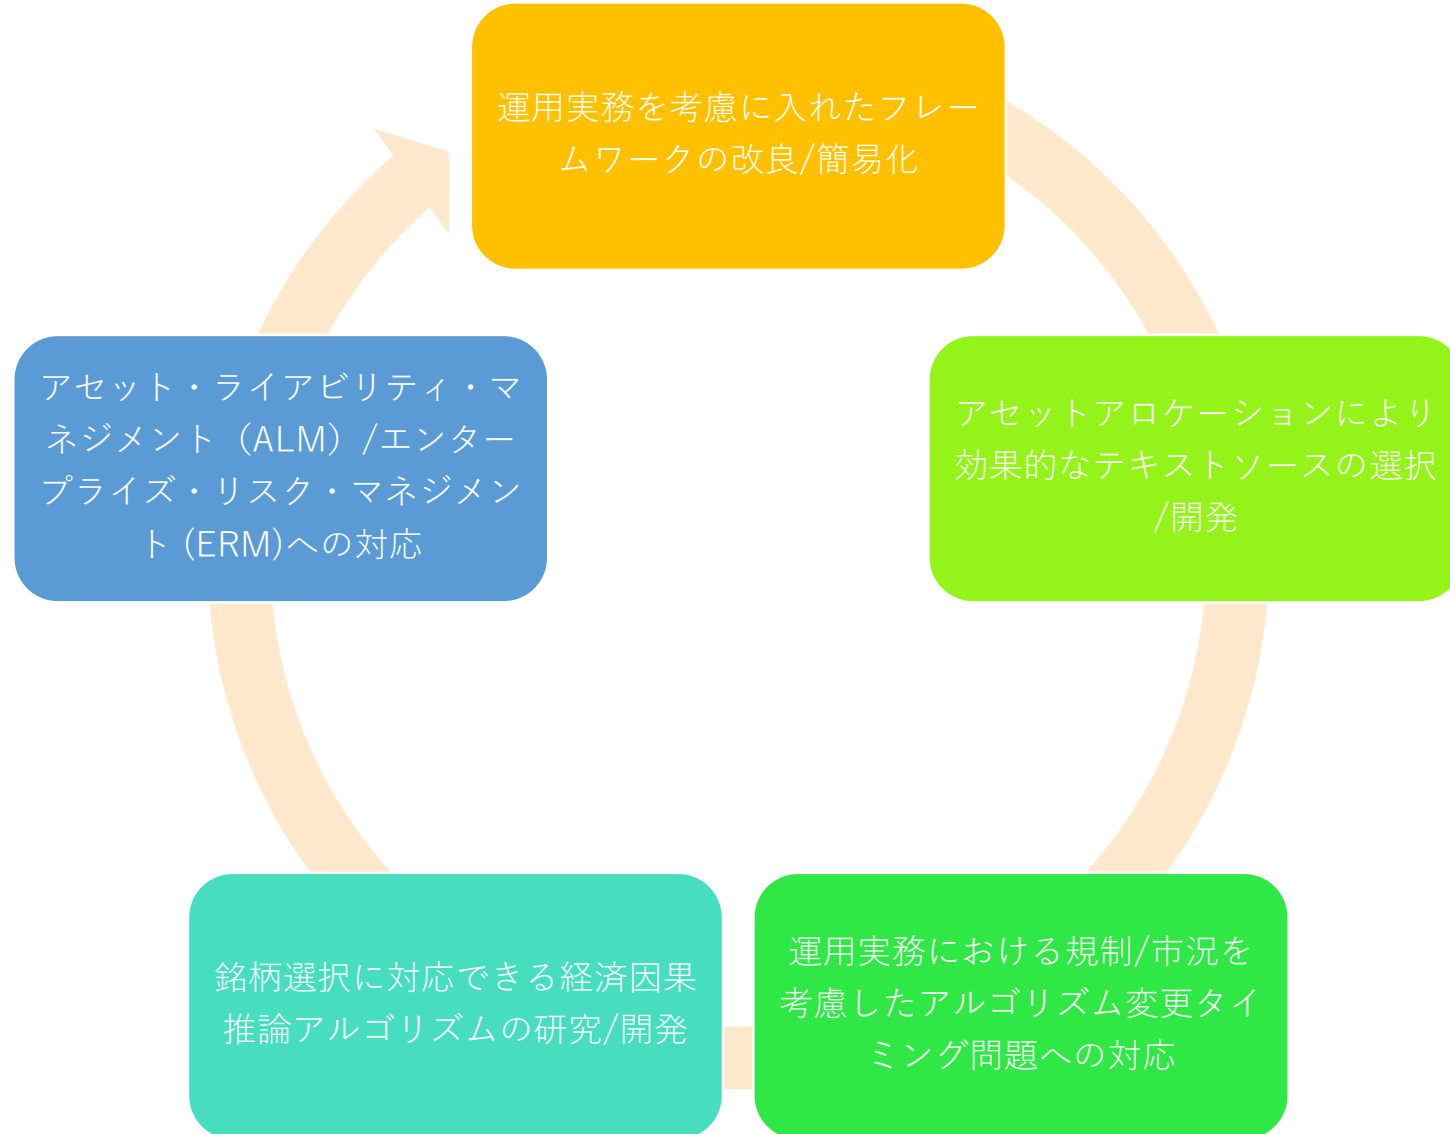 運用実務を考慮に入れたフレー
ムワークの改良/簡易化
アセットアロケーションにより
効果的なテキストソースの選択
/開発
運用実務における規制/市況を
考慮したアルゴリズム変更タイ
ミング問題への対応
銘柄選択に対応できる経済因果
推論アルゴリズムの研究/開発
アセット・ライアビリティ・マ
ネジメント（ALM）/エンター
プライズ・リスク・マネジメン
ト (ERM)への対応